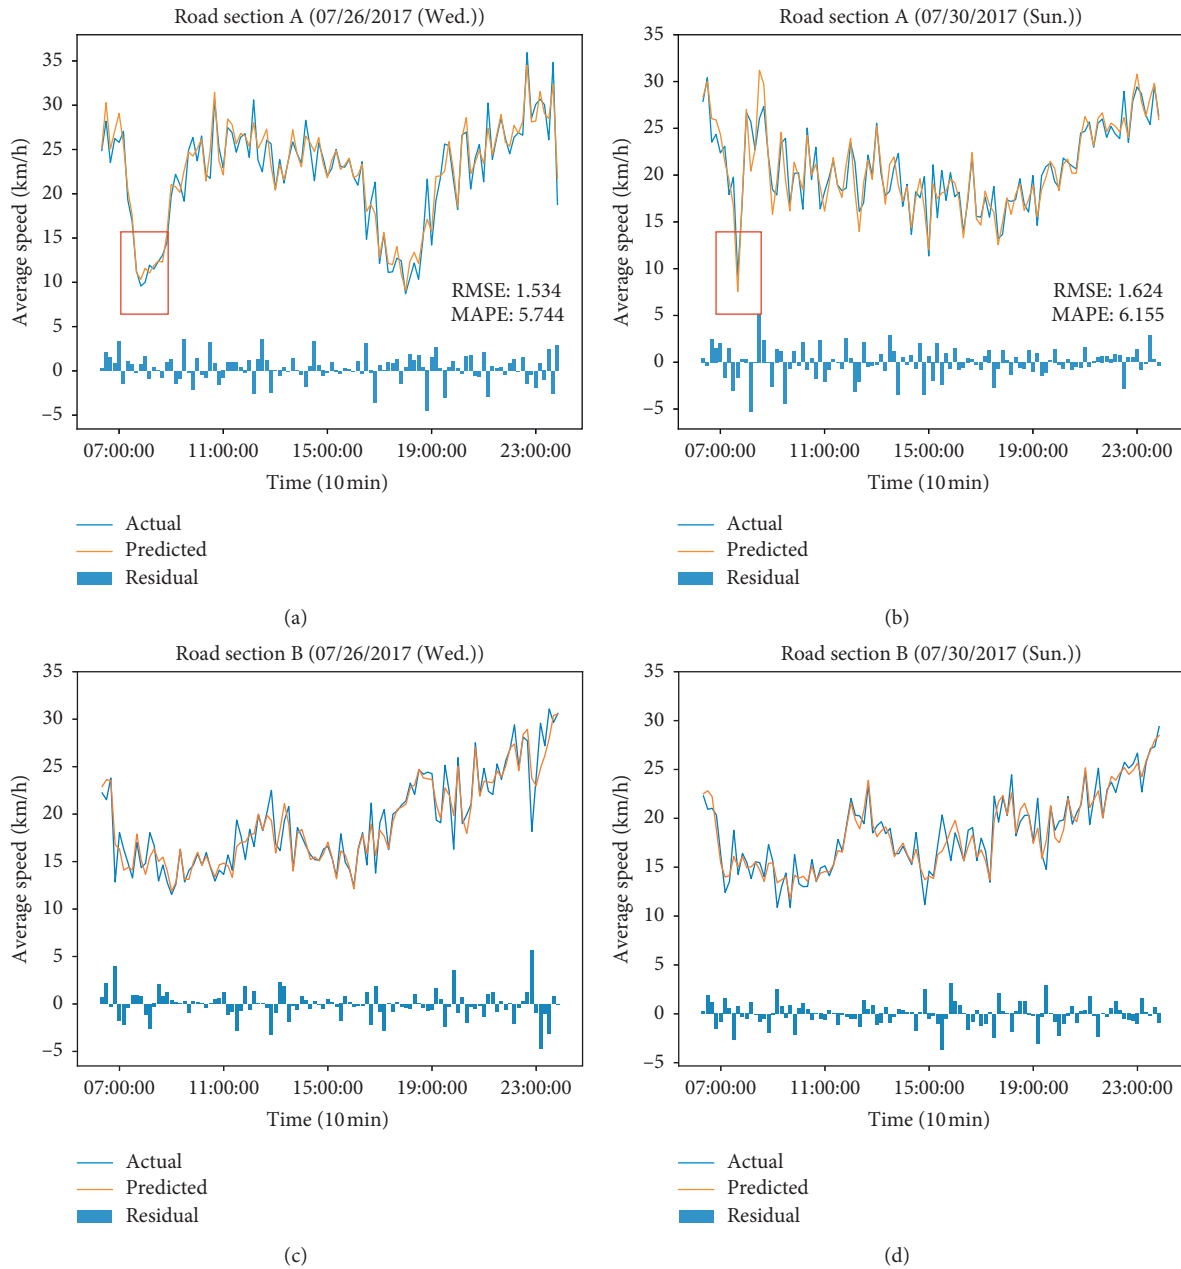 Road section A (07/26/2017 (Wed.))
35
30
25
20
15
10
5
0
−5
Average speed (km/h)
RMSE: 1.534
MAPE: 5.744
07:00:00 11:00:00 15:00:00 19:00:00 23:00:00
Time (10 min)
Actual
Predicted
Residual
(a)
Road section A (07/30/2017 (Sun.))
35
30
25
20
15
10
5
0
−5
Average speed (km/h)
RMSE: 1.624
MAPE: 6.155
07:00:00 11:00:00 15:00:00 19:00:00 23:00:00
Time (10 min)
Actual
Predicted
Residual
(b)
Road section B (07/26/2017 (Wed.))
35
30
25
20
15
10
5
0
−5
Average speed (km/h)
07:00:00 11:00:00 15:00:00 19:00:00 23:00:00
Time (10 min)
Actual
Predicted
Residual
(c)
Road section B (07/30/2017 (Sun.))
35
30
25
20
15
10
5
0
−5
Average speed (km/h)
07:00:00 11:00:00 15:00:00 19:00:00 23:00:00
Time (10 min)
Actual
Predicted
Residual
(d)